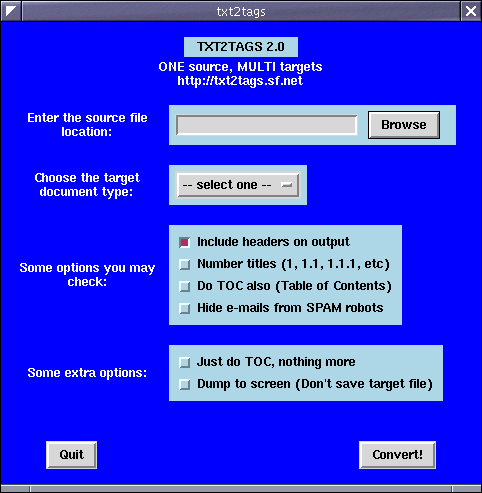 txt2tags
TXT2TAGS 2.0
ONE source, MULTI targets
http://txt2tags.sf.net
Enter the source file
location:
Browse
Choose the target
document type:
-- select one --
Some options you may
check:
Include headers on output
Number titles (1, 1.1, 1.1.1, etc)
Do TOC also (Table of Contents)
Hide e-mails from SPAM robots
Some extra options:
Just do TOC, nothing more
Dump to screen (Don't save target file)
Quit
Convert!